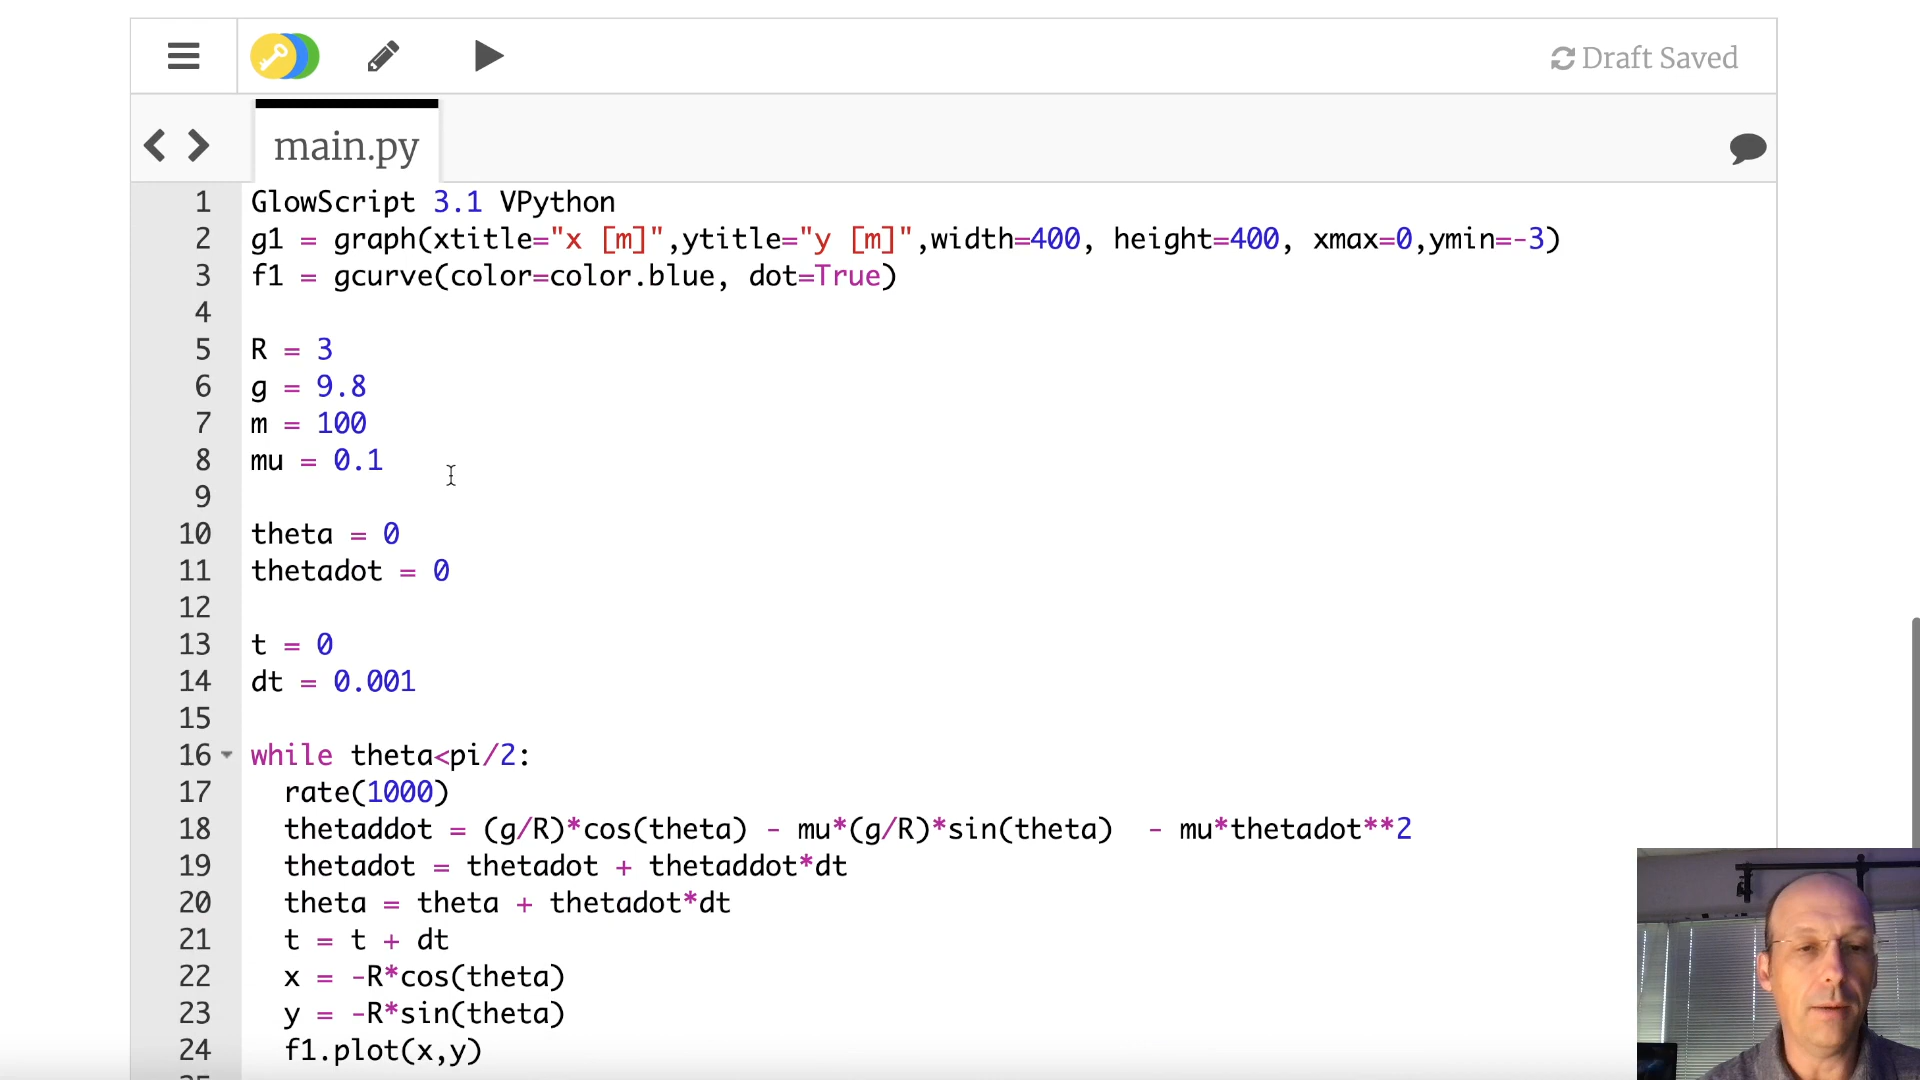 Draft Saved
main.py
1 GlowScript 3.1 VPython
2 g1 = graph(xtitle="x [m]",ytitle="y [m]",width=400, height=400, xmax=0,ymin=-3)
3 f1 = gcurve(color=color.blue, dot=True)
4
5 R = 3
6 g = 9.8
7 m = 100
8 mu = 0.1
9
10 theta = 0
11 thetadot = 0
12
13 t = 0
14 dt = 0.001
15
16 while theta<pi/2:
17 rate(1000)
18 thetaddot = (g/R)*cos(theta) - mu*(g/R)*sin(theta) - mu*thetadot**2
19 thetadot = thetadot + thetaddot*dt
20 theta = theta + thetadot*dt
21 t = t + dt
22 x = -R*cos(theta)
23 y = -R*sin(theta)
24 f1.plot(x,y)